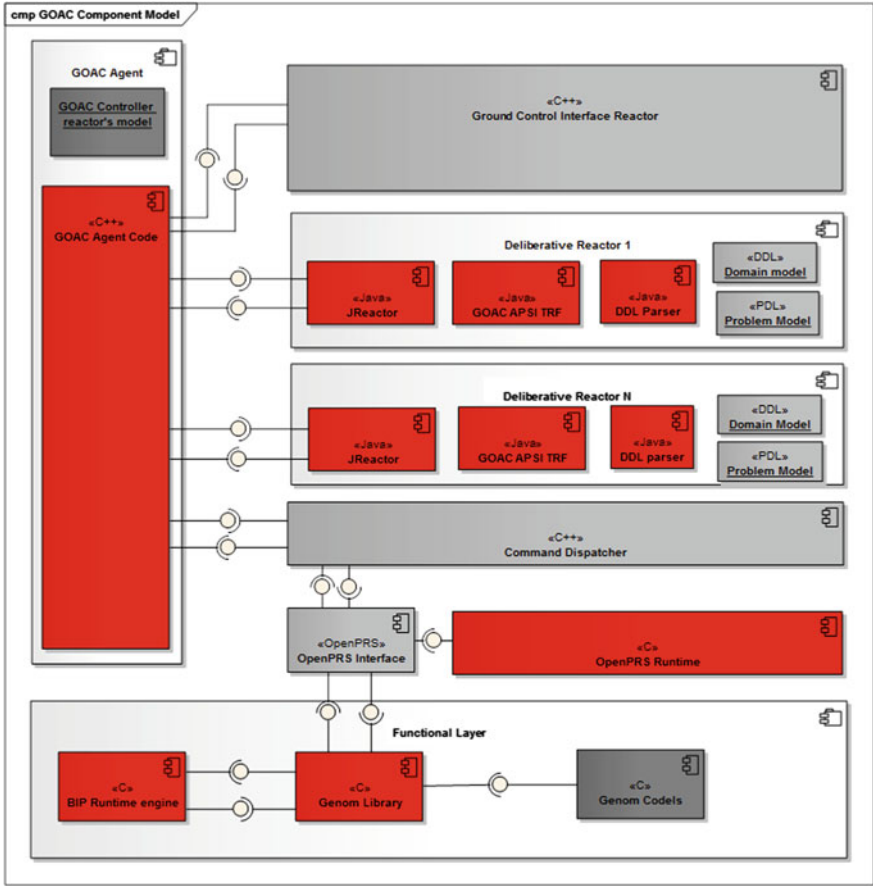 cmp GOAC Component Model
GOAC Agent
GOAC Controller
reactor's model
«C++»
GOAC Agent Code
«C++»
Ground Control Interface Reactor
Deliberative Reactor 1
«Java»
JReactor
«Java»
GOAC APSI TRF
«Java»
DDL Parser
«DDL»
Domain model
«PDL»
Problem Model
Deliberative Reactor N
«Java»
JReactor
«Java»
GOAC APSI TRF
«Java»
DDL parser
«DDL»
Domain Model
«PDL»
Problem Model
«C++»
Command Dispatcher
«OpenPRS»
OpenPRS Interface
«C»
OpenPRS Runtime
Functional Layer
«C»
BIP Runtime engine
«C»
Genom Library
«C»
Genom Codels